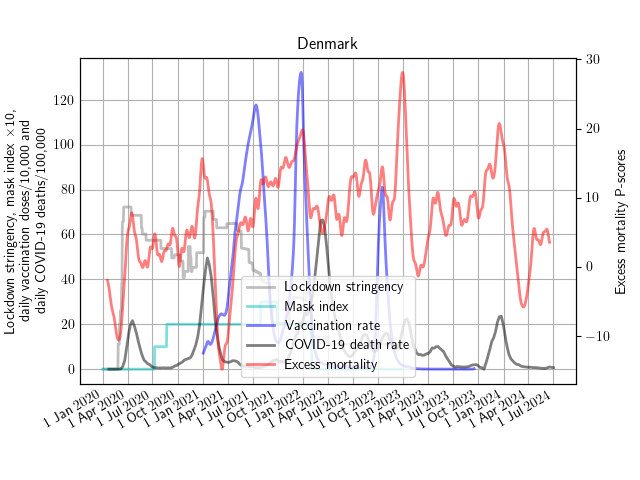 Denmark
Lockdown stringency, mask index ×10,
daily vaccination doses/10,000 and
daily COVID-19 deaths/100,000
120
100
80
60
40
20
0
30
20
10
0
−10
Excess mortality P-scores
Lockdown stringency
Mask index
Vaccination rate
COVID-19 death rate
Excess mortality
1 Jan 2020
1 Apr 2020
1 Jul 2020
1 Oct 2020
1 Jan 2021
1 Apr 2021
1 Jul 2021
1 Oct 2021
1 Jan 2022
1 Apr 2022
1 Jul 2022
1 Oct 2022
1 Jan 2023
1 Apr 2023
1 Jul 2023
1 Oct 2023
1 Jan 2024
1 Apr 2024
1 Jul 2024